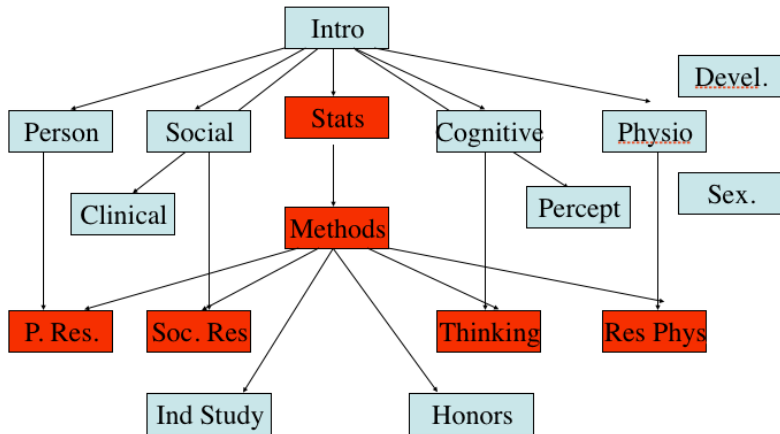 Intro
Devel.
Person
Social
Stats
Cognitive
Physio
Clinical
Percept
Sex.
Methods
P. Res.
Soc. Res
Thinking
Res Phys
Ind Study
Honors